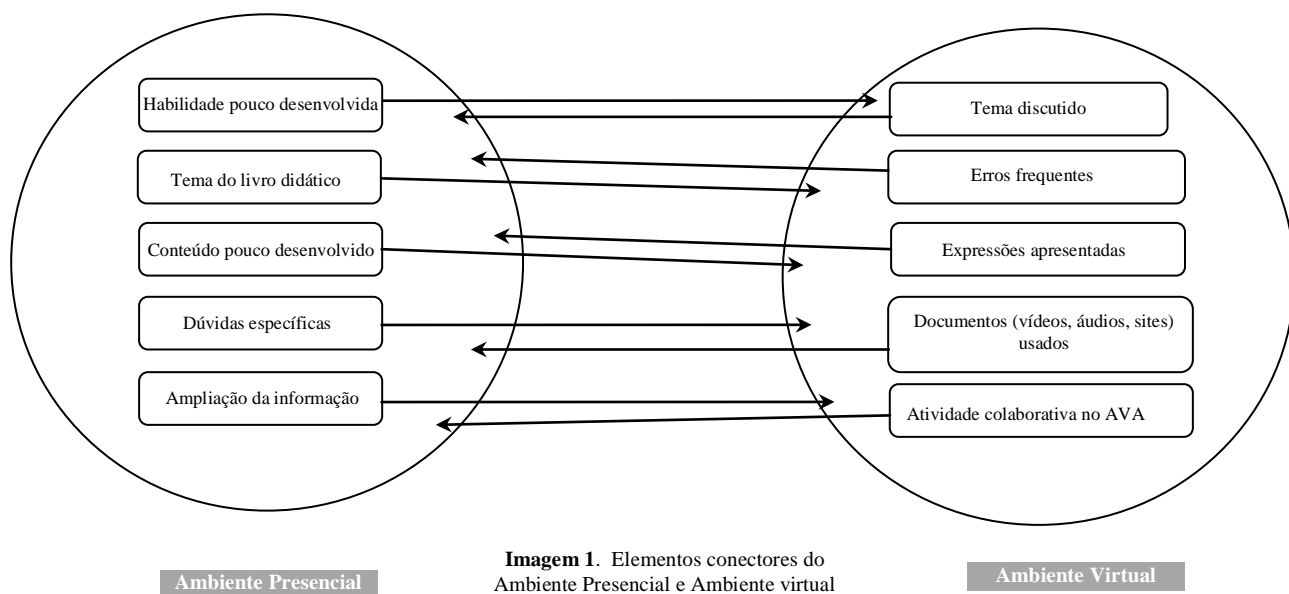 Habilidade pouco desenvolvida
Tema do livro didático
Conteúdo pouco desenvolvido
Dúvidas específicas
Ampliação da informação
Tema discutido
Erros frequentes
Expressões apresentadas
Documentos (vídeos, áudios, sites)
usados
Atividade colaborativa no AVA
Ambiente Presencial
Imagem 1. Elementos conectores do
Ambiente Presencial e Ambiente virtual
Ambiente Virtual